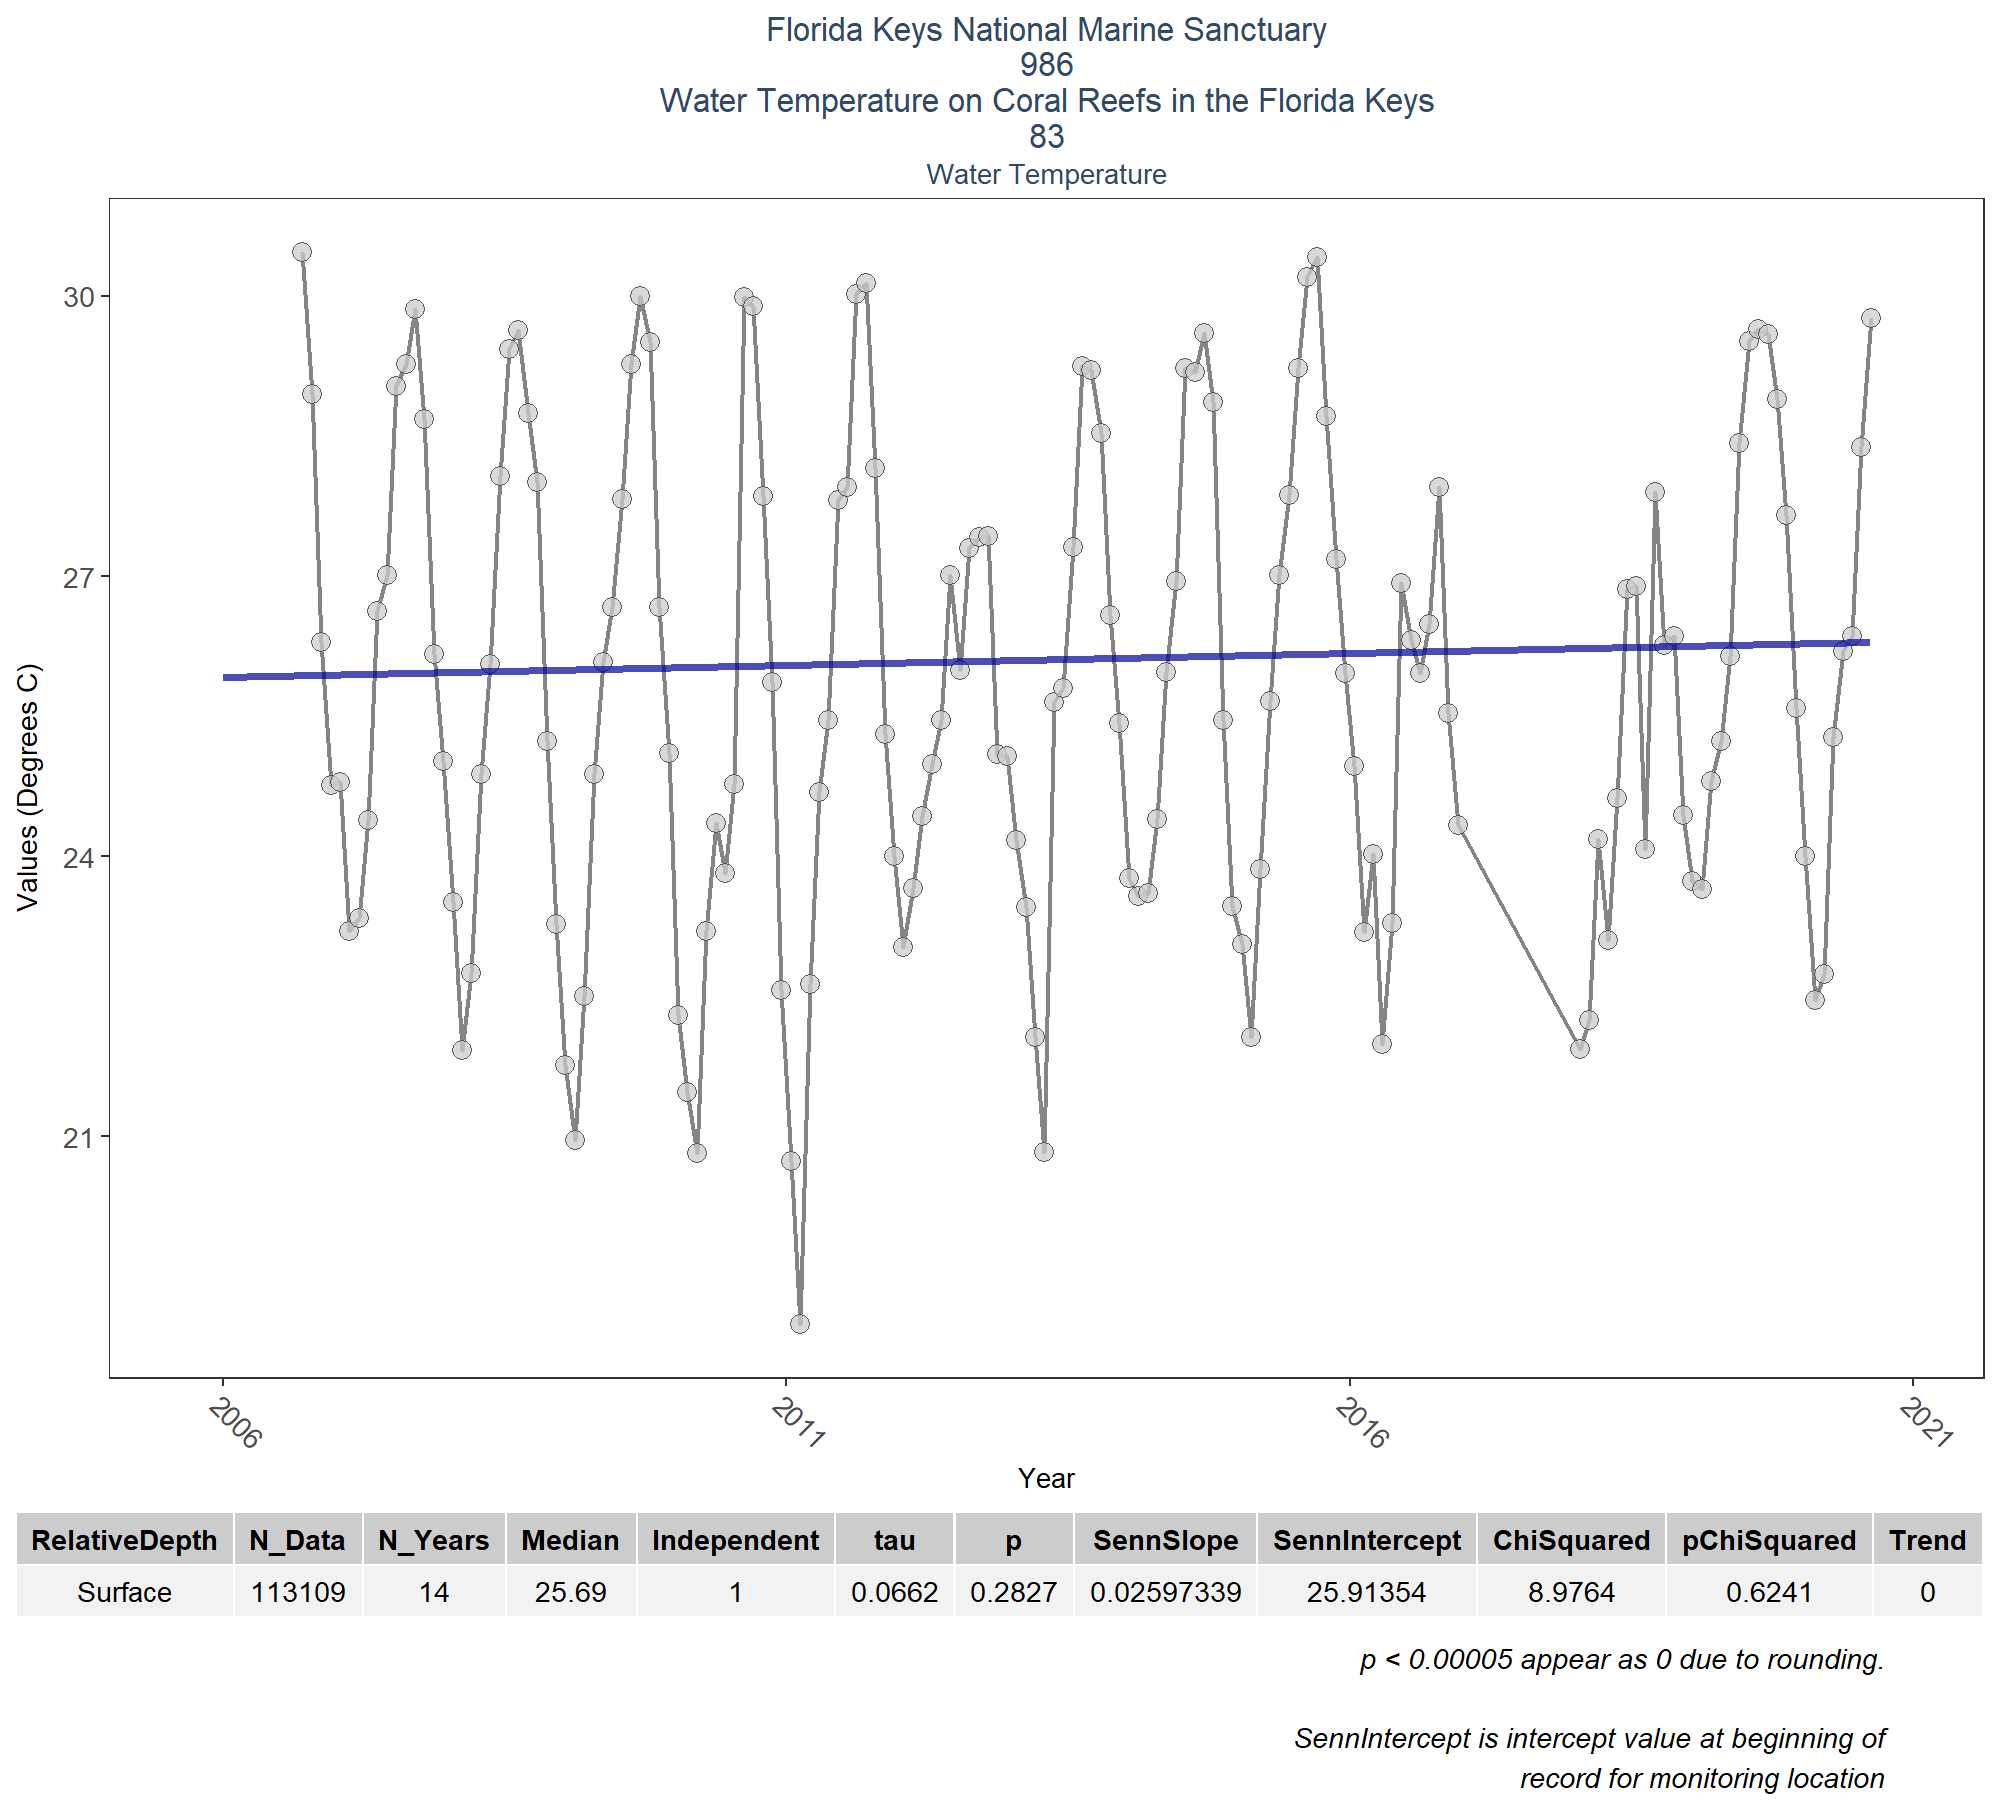 Florida Keys National Marine Sanctuary
986
Water Temperature on Coral Reefs in the Florida Keys
83
Water Temperature
30
27
24
21
Values (Degrees C)
2006
2011
2016
2021
Year
RelativeDepth N_Data N_Years Median Independent tau p SennSlope SennIntercept ChiSquared pChiSquared Trend
Surface 113109 14 25.69 1 0.0662 0.2827 0.02597339 25.91354 8.9764 0.6241 0
p < 0.00005 appear as 0 due to rounding.
SennIntercept is intercept value at beginning of
record for monitoring location